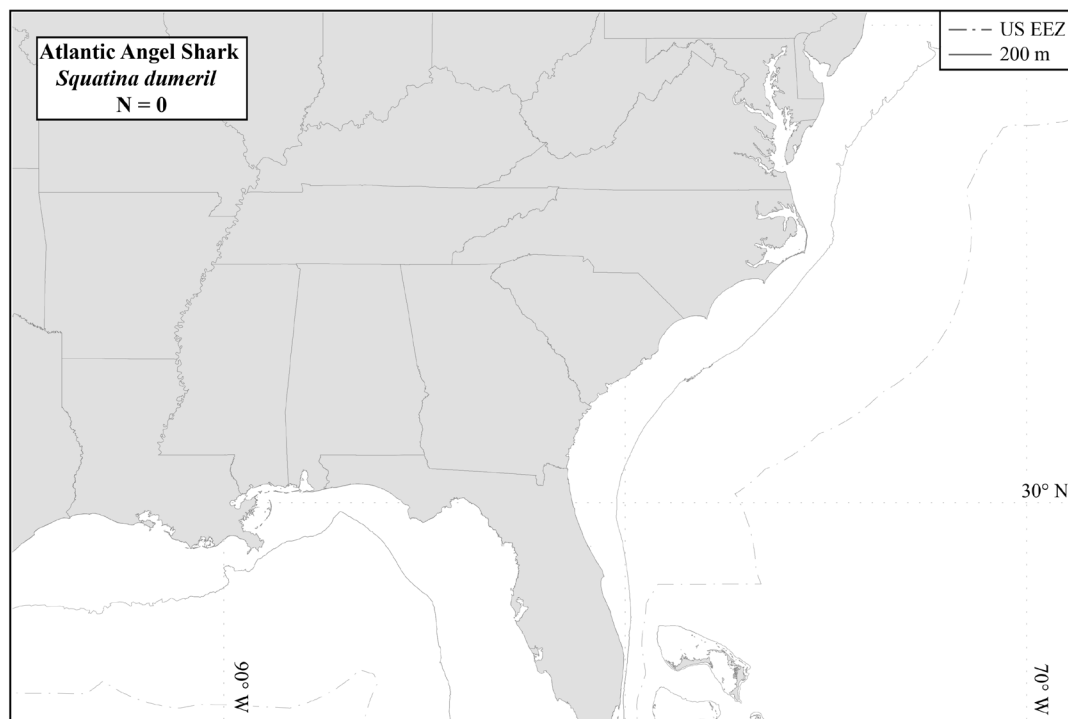 Atlantic Angel Shark
Squatina dumeril
N = 0
US EEZ
200 m
30° N
90° W
70° W